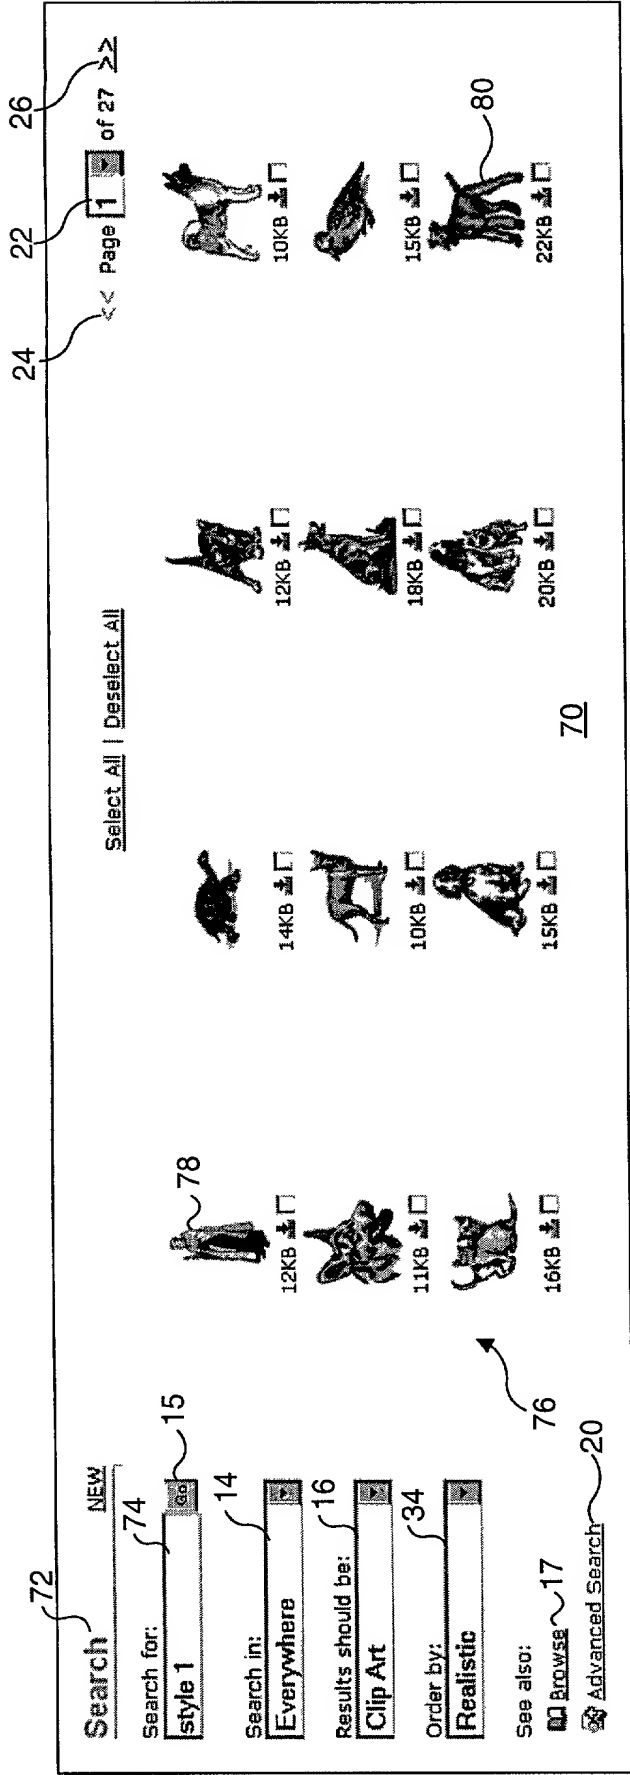 72
Search NEW
Search for:
74
style 1 Go
15
Search in:
14
Everywhere
Results should be:
16
Clip Art
Order by:
34
Realistic
See also:
Browse 17
Advanced Search 20
Select All | Deselect All
24
22
26
<< Page 1 of 27 >>
78
12KB
14KB
12KB
10KB
11KB
10KB
18KB
15KB
80
16KB
15KB
20KB
22KB
76
70